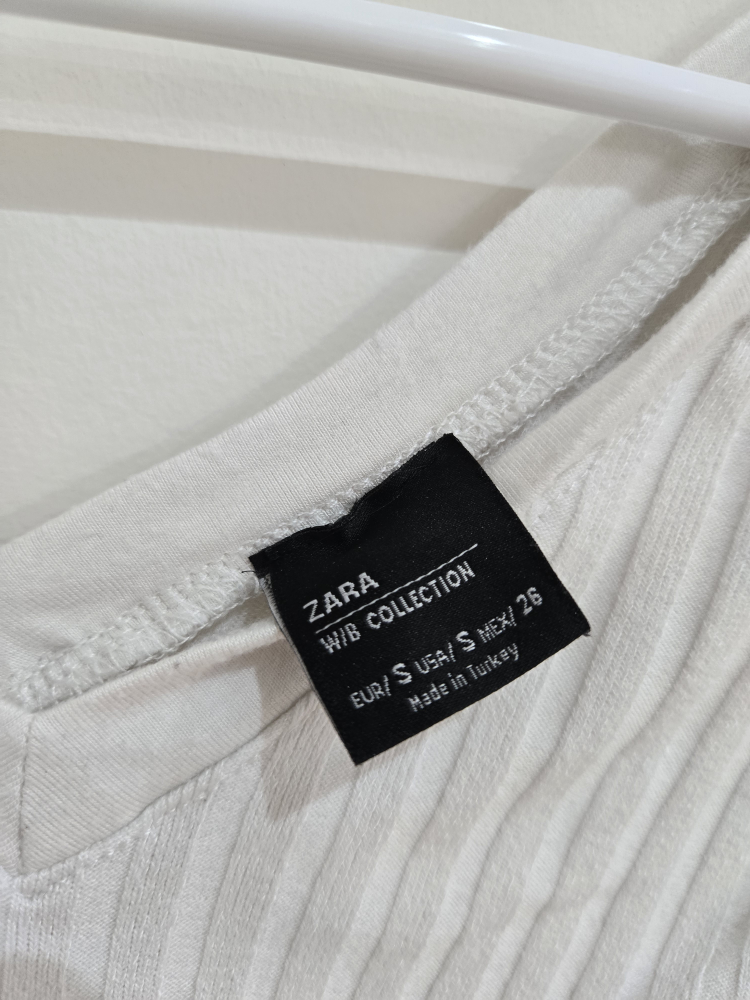 ZARA
W/B COLLECTION
EUR/ S USA/ S MEX/ 26
Made in Turkey